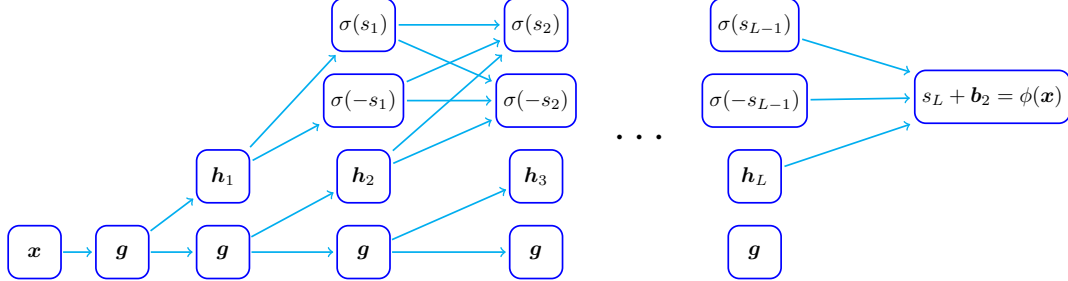 σ(s₁) σ(s₂) σ(s_{L−1})
σ(−s₁) σ(−s₂) σ(−s_{L−1}) s_L + b₂ = ϕ(x)
· · ·
h₁ h₂ h₃ h_L
x g g g g g